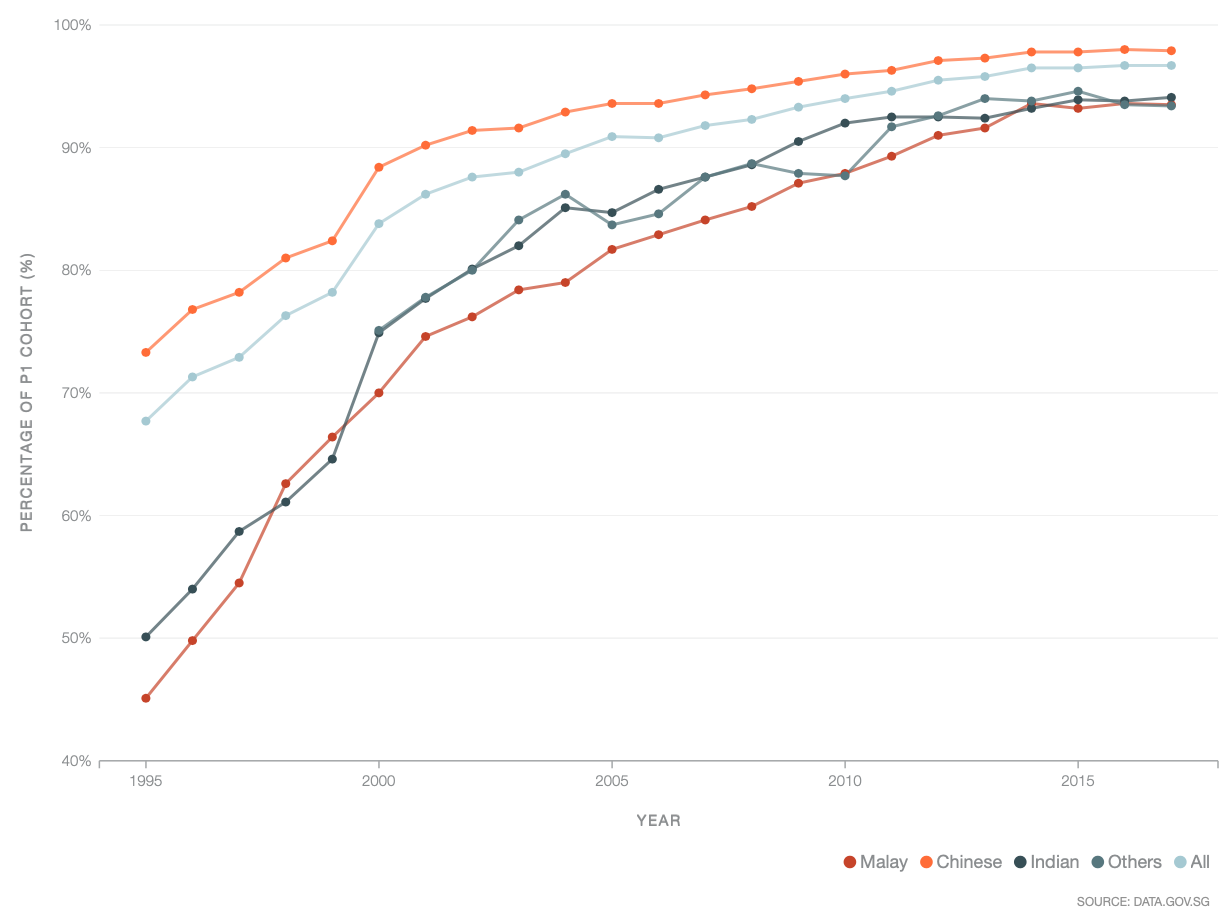 100%
90%
80%
70%
60%
50%
40%
PERCENTAGE OF P1 COHORT (%)
1995 2000 2005 2010 2015
YEAR
Malay Chinese Indian Others All
SOURCE: DATA.GOV.SG